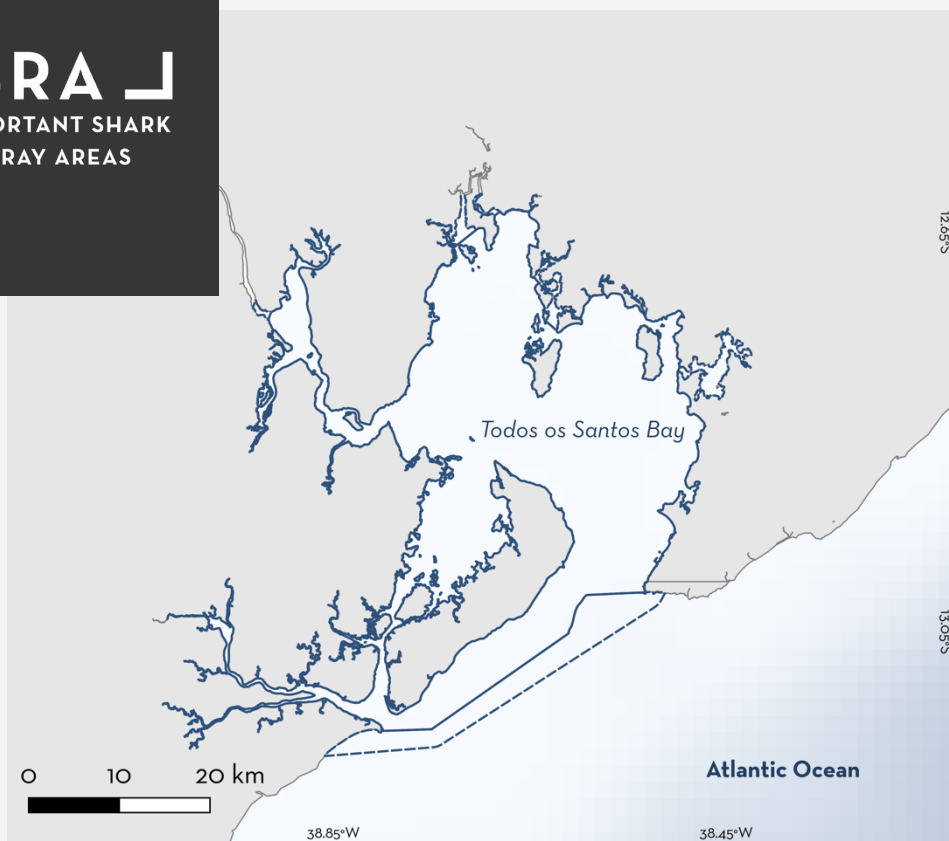 RA
ORTANT SHARK
RAY AREAS
12.65°S
Todos os Santos Bay
13.05°S
Atlantic Ocean
0 10 20 km
38.85°W 38.45°W